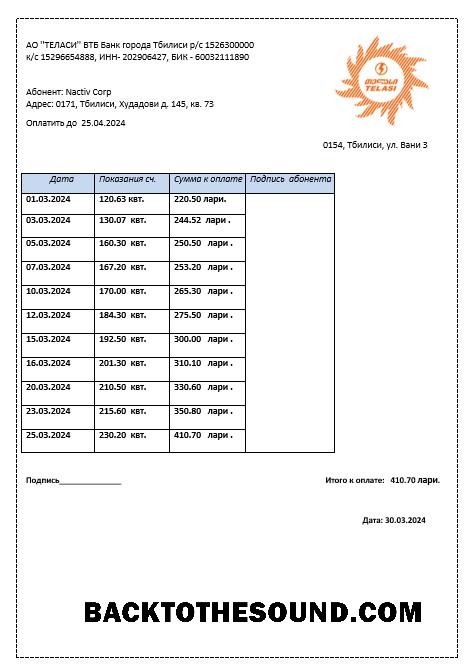 АО "ТЕЛАСИ" ВТБ Банк города Тбилиси р/с 1526300000
к/с 15296654888, ИНН- 202906427, БИК - 60032111890
თელასი
TELASI
Абонент: Nactiv Corp
Адрес: 0171, Тбилиси, Худадови д. 145, кв. 73
Оплатить до 25.04.2024
0154, Тбилиси, ул. Вани 3
Дата Показания сч. Сумма к оплате Подпись абонента
01.03.2024 120.63 квт. 220.50 лари.
03.03.2024 130.07 квт. 244.52 лари .
05.03.2024 160.30 квт. 250.50 лари .
07.03.2024 167.20 квт. 253.20 лари .
10.03.2024 170.00 квт. 265.30 лари .
12.03.2024 184.30 квт. 275.50 лари .
15.03.2024 192.50 квт. 300.00 лари .
16.03.2024 201.30 квт. 310.10 лари .
20.03.2024 210.50 квт. 330.60 лари .
23.03.2024 215.60 квт. 350.80 лари .
25.03.2024 230.20 квт. 410.70 лари .
Подпись______________ Итого к оплате: 410.70 лари.
Дата: 30.03.2024
BACKTOTHESOUND.COM